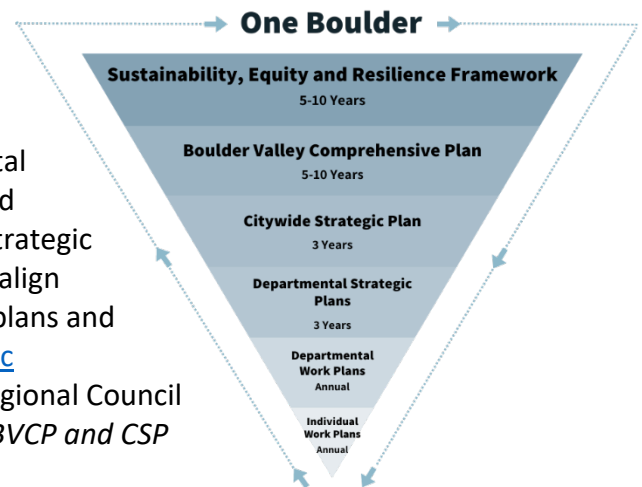 One Boulder
Sustainability, Equity and Resilience Framework
5-10 Years
Boulder Valley Comprehensive Plan
5-10 Years
Citywide Strategic Plan
3 Years
Departmental Strategic
Plans
3 Years
Departmental
Work Plans
Annual
Individual
Work Plans
Annual
trategic
align
plans and
gional Council
BVCP and CSP